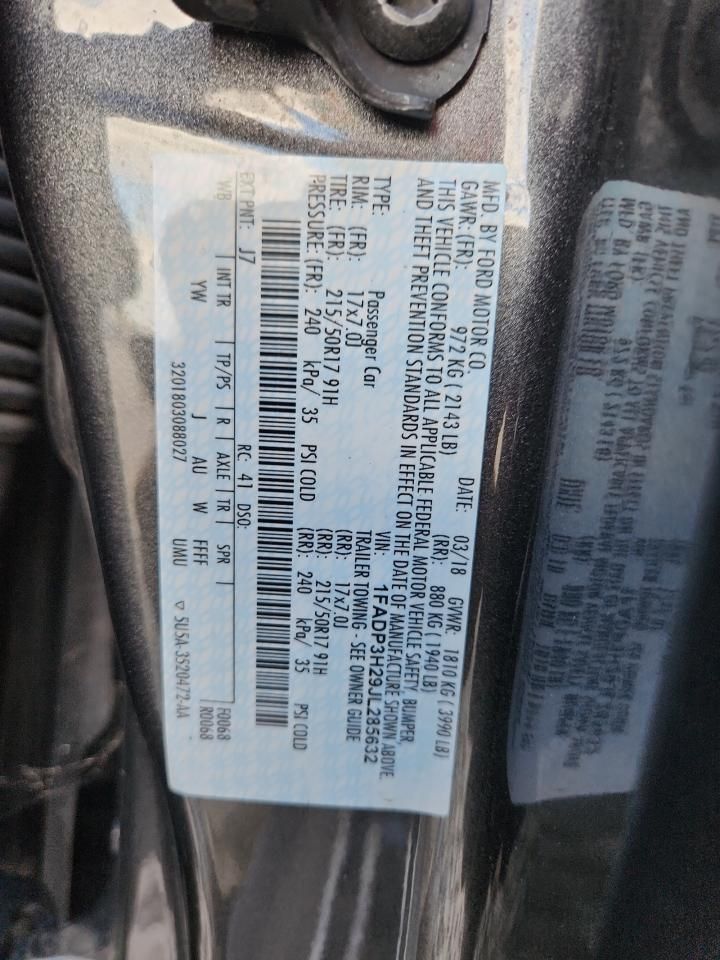 MFD. BY FORD MOTOR CO.
DATE: 03/18 GVWR: 1810 KG ( 3990 LB)
GAWR: (FR): 972 KG ( 2143 LB) (RR): 880 KG ( 1940 LB)
THIS VEHICLE CONFORMS TO ALL APPLICABLE FEDERAL MOTOR VEHICLE SAFETY, BUMPER,
AND THEFT PREVENTION STANDARDS IN EFFECT ON THE DATE OF MANUFACTURE SHOWN ABOVE.
VIN: 1FADP3H29JL285632
TYPE: Passenger Car TRAILER TOWING - SEE OWNER GUIDE
RIM: (FR): 17x7.0J (RR): 17x7.0J
TIRE: (FR): 215/50R17 91H (RR): 215/50R17 91H
PRESSURE: (FR): 240 kPa/ 35 PSI COLD (RR): 240 kPa/ 35 PSI COLD
EXT PNT: J7 RC: 41 DSO: F0068
WB INT TR TP/PS R AXLE TR SPR R0068
YW J AU W FFFF UMU
3201803088027 ▽ 5U5A-3520472-AA